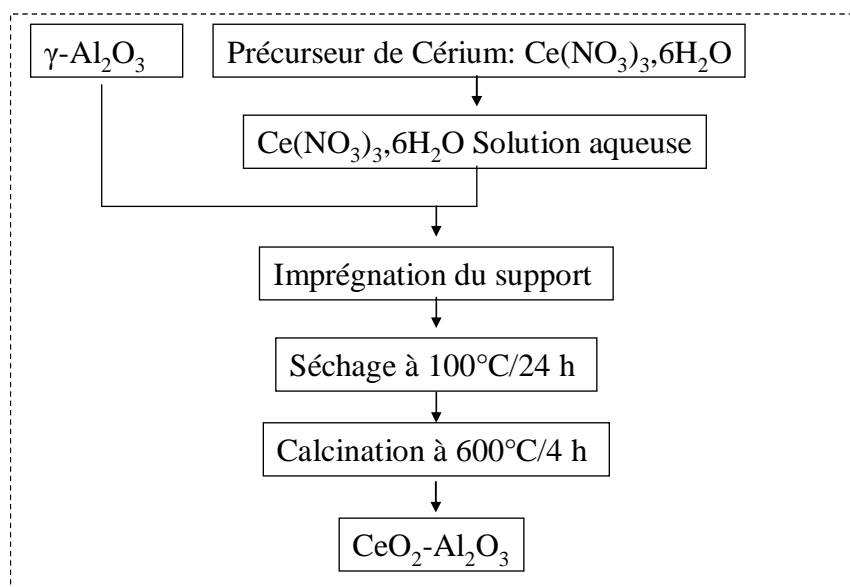 γ-Al₂O₃
Précurseur de Cérium: Ce(NO₃)₃,6H₂O
Ce(NO₃)₃,6H₂O Solution aqueuse
Imprégnation du support
Séchage à 100°C/24 h
Calcination à 600°C/4 h
CeO₂-Al₂O₃